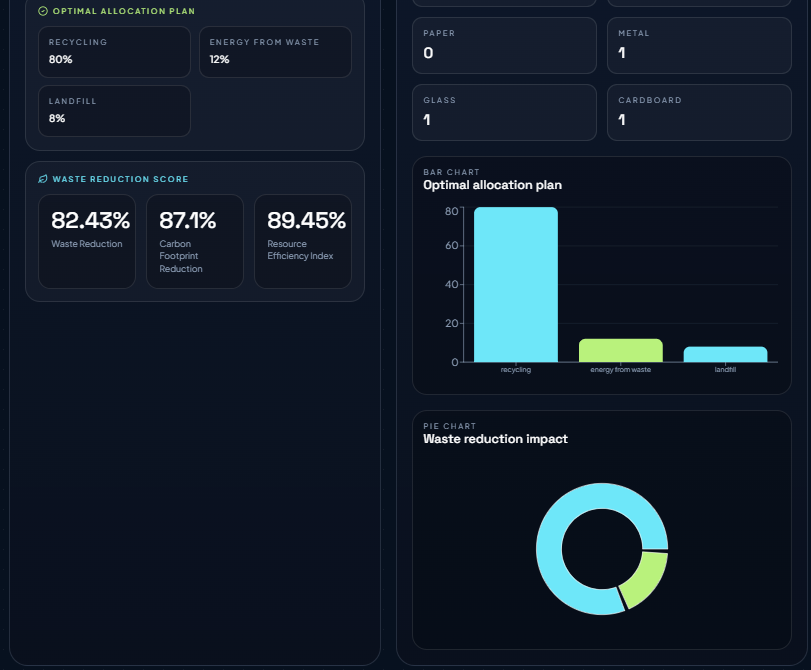 OPTIMAL ALLOCATION PLAN
RECYCLING
80%
ENERGY FROM WASTE
12%
LANDFILL
8%
WASTE REDUCTION SCORE
82.43%
Waste Reduction
87.1%
Carbon
Footprint
Reduction
89.45%
Resource
Efficiency Index
PAPER
0
METAL
1
GLASS
1
CARDBOARD
1
BAR CHART
Optimal allocation plan
80
60
40
20
0
recycling
energy from waste
landfill
PIE CHART
Waste reduction impact